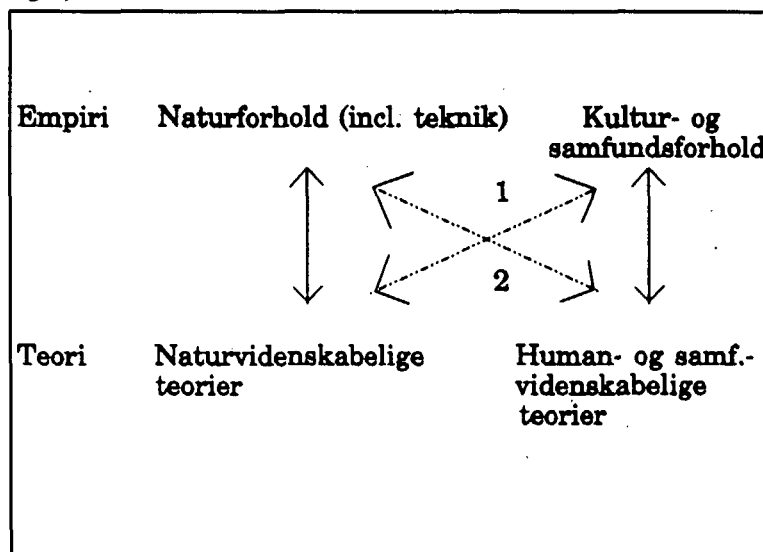 Empiri Naturforhold (incl. teknik) Kultur- og
samfundsforhold
1
2
Teori Naturvidenskabelige Human- og samf.-
teorier videnskabelige
teorier